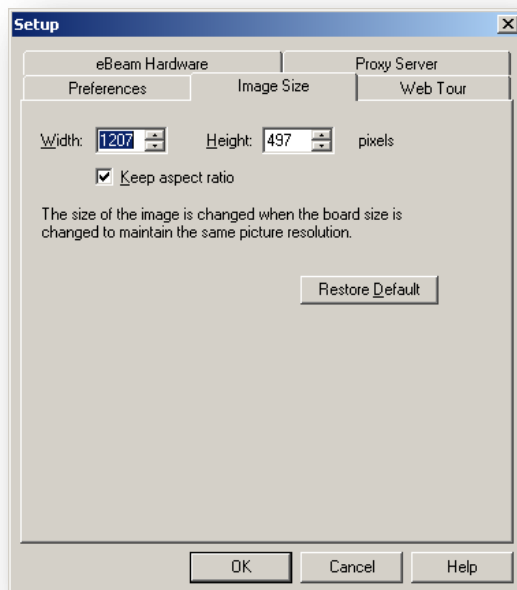 Setup
eBeam Hardware Proxy Server
Preferences Image Size Web Tour
Width: 1207 Height: 497 pixels
Keep aspect ratio
The size of the image is changed when the board size is
changed to maintain the same picture resolution.
Restore Default
OK Cancel Help